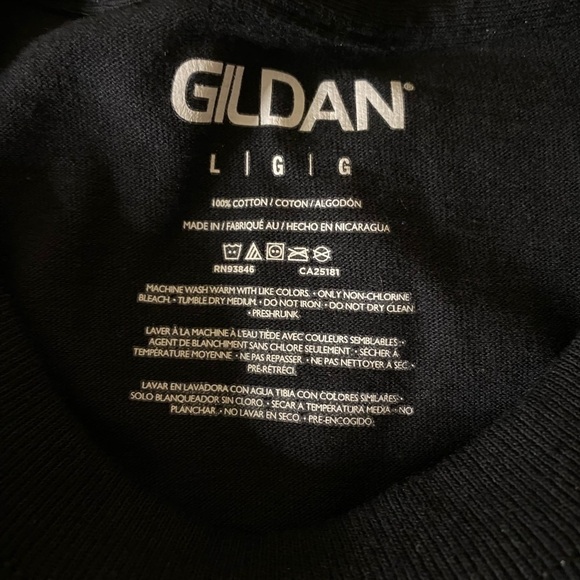 GILDAN®
L | G | G
100% COTTON / COTON / ALGODÓN
MADE IN / FABRIQUÉ AU / HECHO EN NICARAGUA
RN93846 CA25181
MACHINE WASH WARM WITH LIKE COLORS. • ONLY NON-CHLORINE
BLEACH. • TUMBLE DRY MEDIUM. • DO NOT IRON. • DO NOT DRY CLEAN.
• PRESHRUNK.
LAVER À LA MACHINE À L'EAU TIÈDE AVEC COULEURS SEMBLABLES. •
AGENT DE BLANCHIMENT SANS CHLORE SEULEMENT. • SÉCHER À
TEMPÉRATURE MOYENNE. • NE PAS REPASSER. • NE PAS NETTOYER À SEC. •
PRÉ-RÉTRÉCI.
LAVAR EN LAVADORA CON AGUA TIBIA CON COLORES SIMILARES. •
SOLO BLANQUEADOR SIN CLORO. • SECAR A TEMPERATURA MEDIA. • NO
PLANCHAR. • NO LAVAR EN SECO. • PRE-ENCOGIDO.